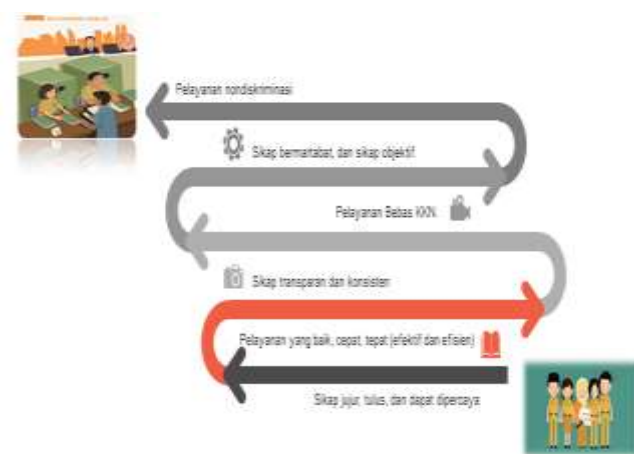 Pelayanan nondiskriminasi
Sikap bermartabat, dan sikap objektif
Pelayanan Bebas KKN
Sikap transparan dan konsisten
Pelayanan yang baik, cepat, tepat (efektif dan efisien)
Sikap jujur, tulus, dan dapat dipercaya